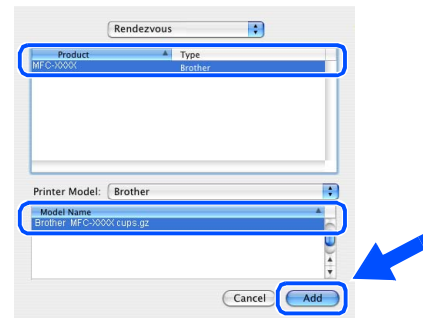 Rendezvous
Product Type
MFC-XXXX Brother
Printer Model: Brother
Model Name
Brother MFC-XXXX cups.gz
Cancel Add